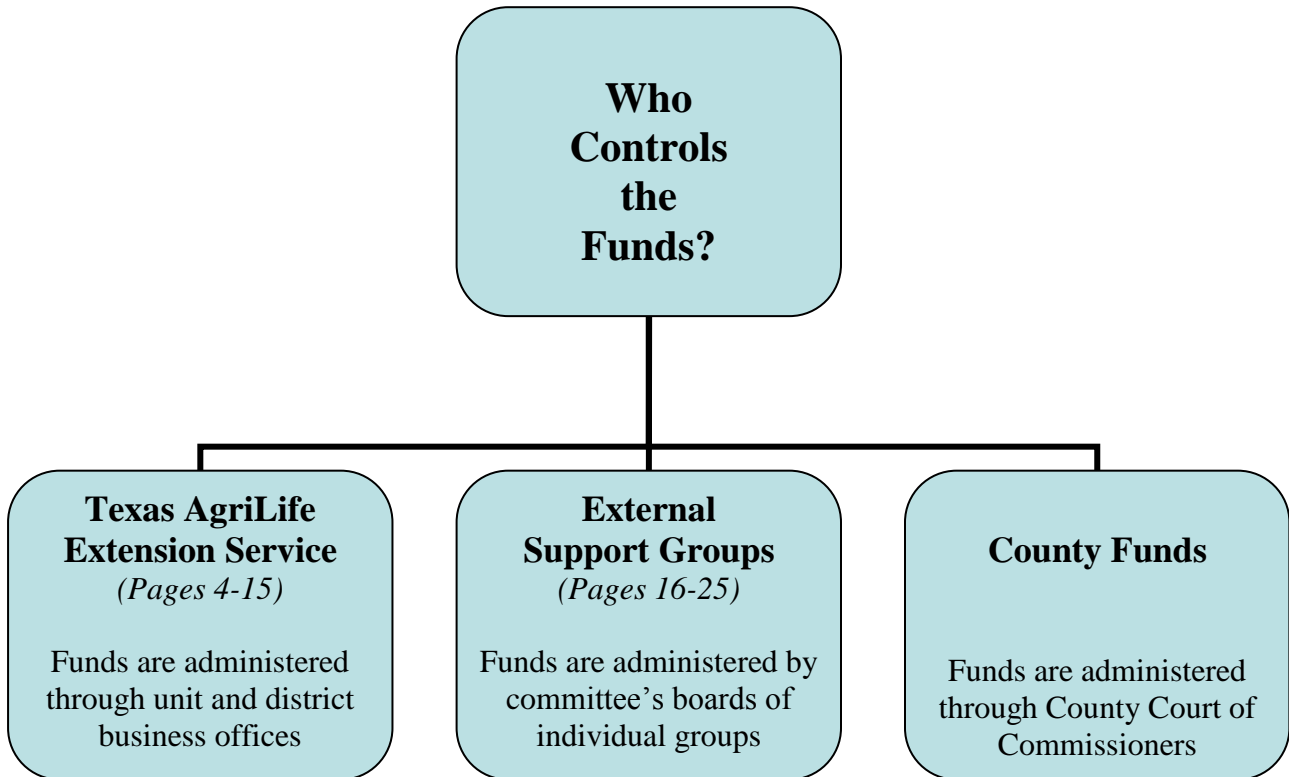 Who
Controls
the
Funds?
Texas AgriLife
Extension Service
(Pages 4-15)
Funds are administered
through unit and district
business offices
External
Support Groups
(Pages 16-25)
Funds are administered by
committee’s boards of
individual groups
County Funds
Funds are administered
through County Court of
Commissioners